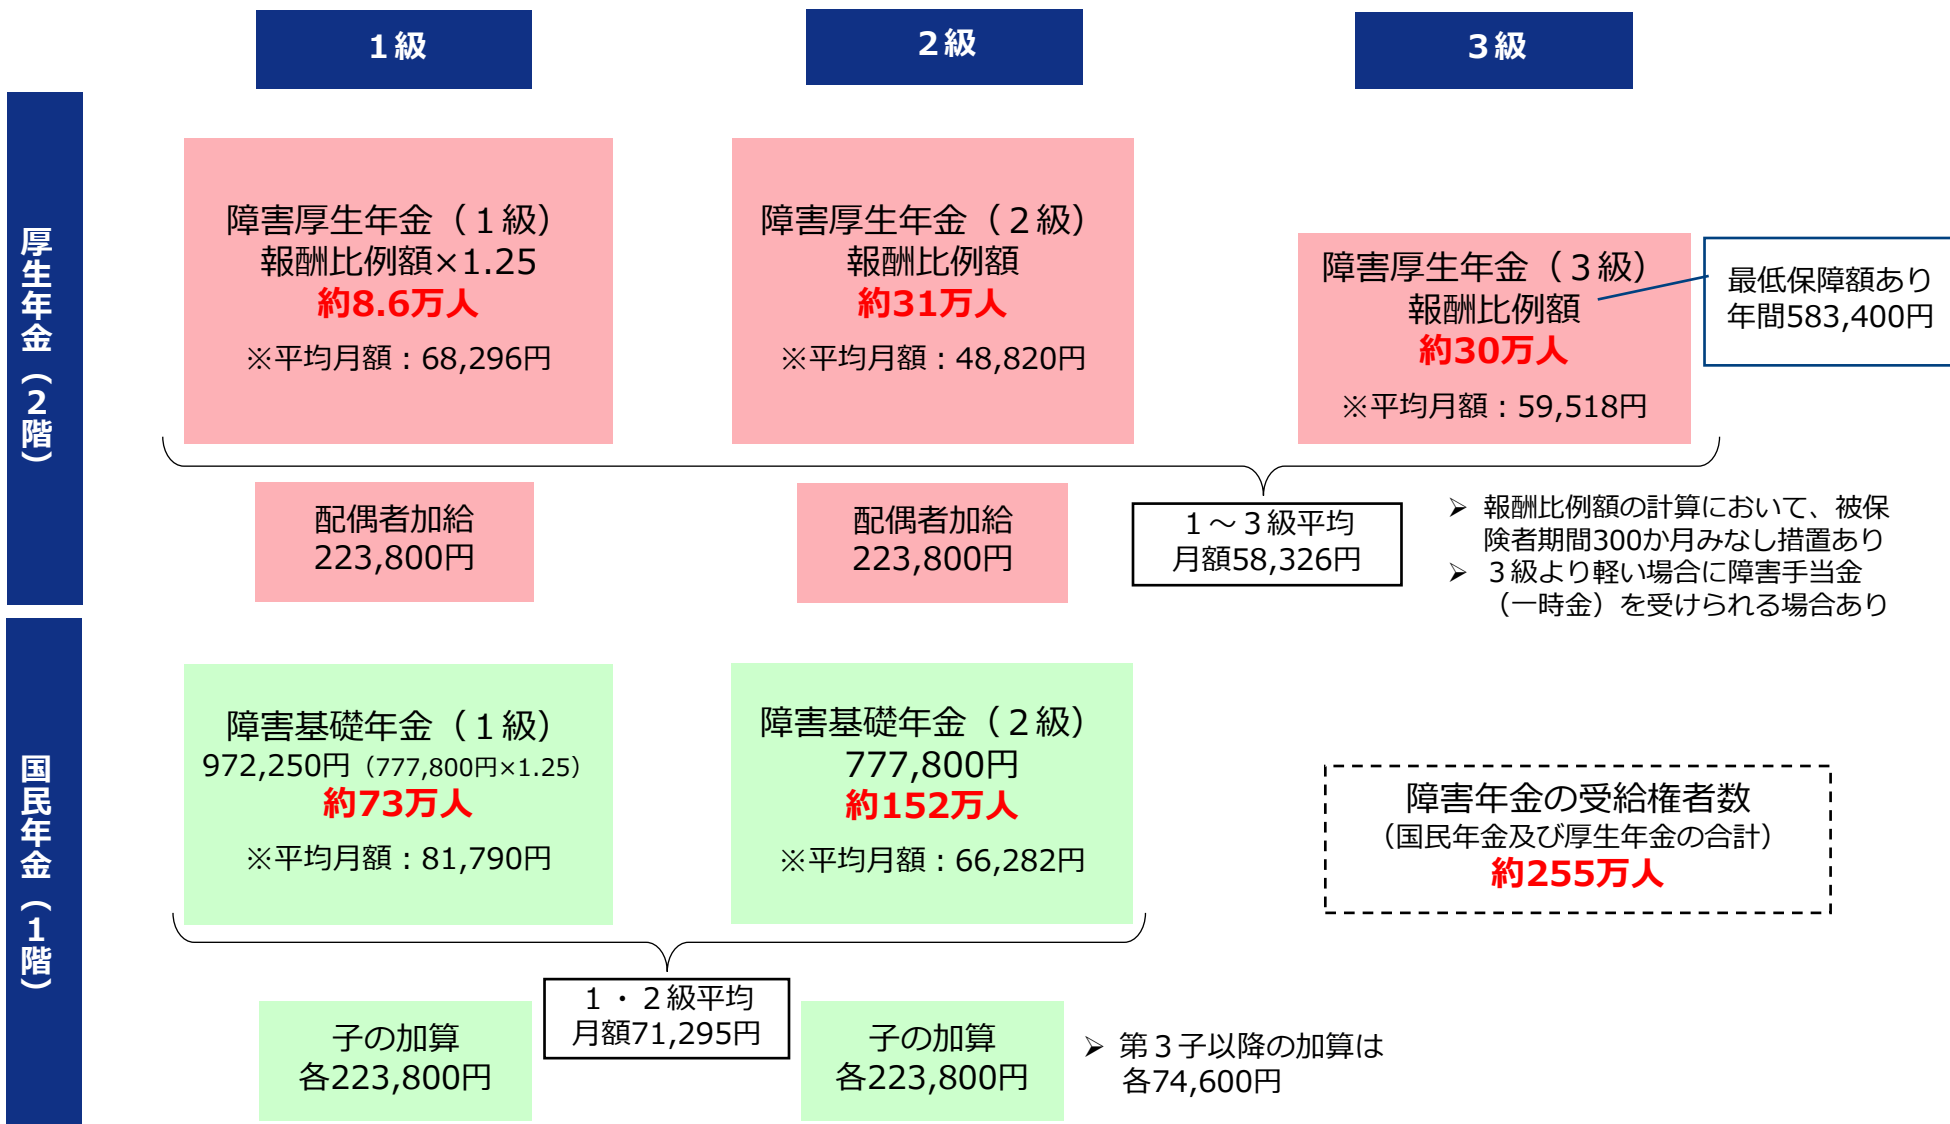 １級
２級
３級
厚生年金（２階）
障害厚生年金（１級）
報酬比例額×1.25
約8.6万人
※平均月額：68,296円
障害厚生年金（２級）
報酬比例額
約31万人
※平均月額：48,820円
障害厚生年金（３級）
報酬比例額
約30万人
※平均月額：59,518円
最低保障額あり
年間583,400円
配偶者加給
223,800円
配偶者加給
223,800円
１～３級平均
月額58,326円
➢ 報酬比例額の計算において、被保
険者期間300か月みなし措置あり
➢ ３級より軽い場合に障害手当金
（一時金）を受けられる場合あり
国民年金（１階）
障害基礎年金（１級）
972,250円（777,800円×1.25）
約73万人
※平均月額：81,790円
障害基礎年金（２級）
777,800円
約152万人
※平均月額：66,282円
障害年金の受給権者数
（国民年金及び厚生年金の合計）
約255万人
１・２級平均
月額71,295円
子の加算
各223,800円
子の加算
各223,800円
➢ 第３子以降の加算は
各74,600円